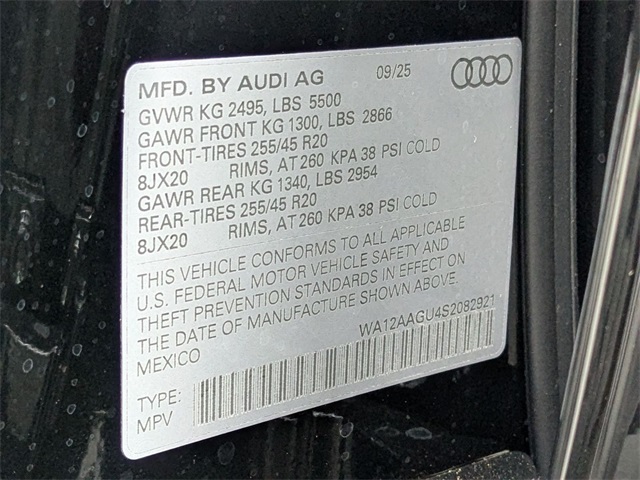 MFD. BY AUDI AG 09/25
GVWR KG 2495, LBS 5500
GAWR FRONT KG 1300, LBS 2866
FRONT-TIRES 255/45 R20
8JX20 RIMS, AT 260 KPA 38 PSI COLD
GAWR REAR KG 1340, LBS 2954
REAR-TIRES 255/45 R20
8JX20 RIMS, AT 260 KPA 38 PSI COLD
THIS VEHICLE CONFORMS TO ALL APPLICABLE
U.S. FEDERAL MOTOR VEHICLE SAFETY AND
THEFT PREVENTION STANDARDS IN EFFECT ON
THE DATE OF MANUFACTURE SHOWN ABOVE.
MEXICO WA12AAGU4S2082921
TYPE:
MPV